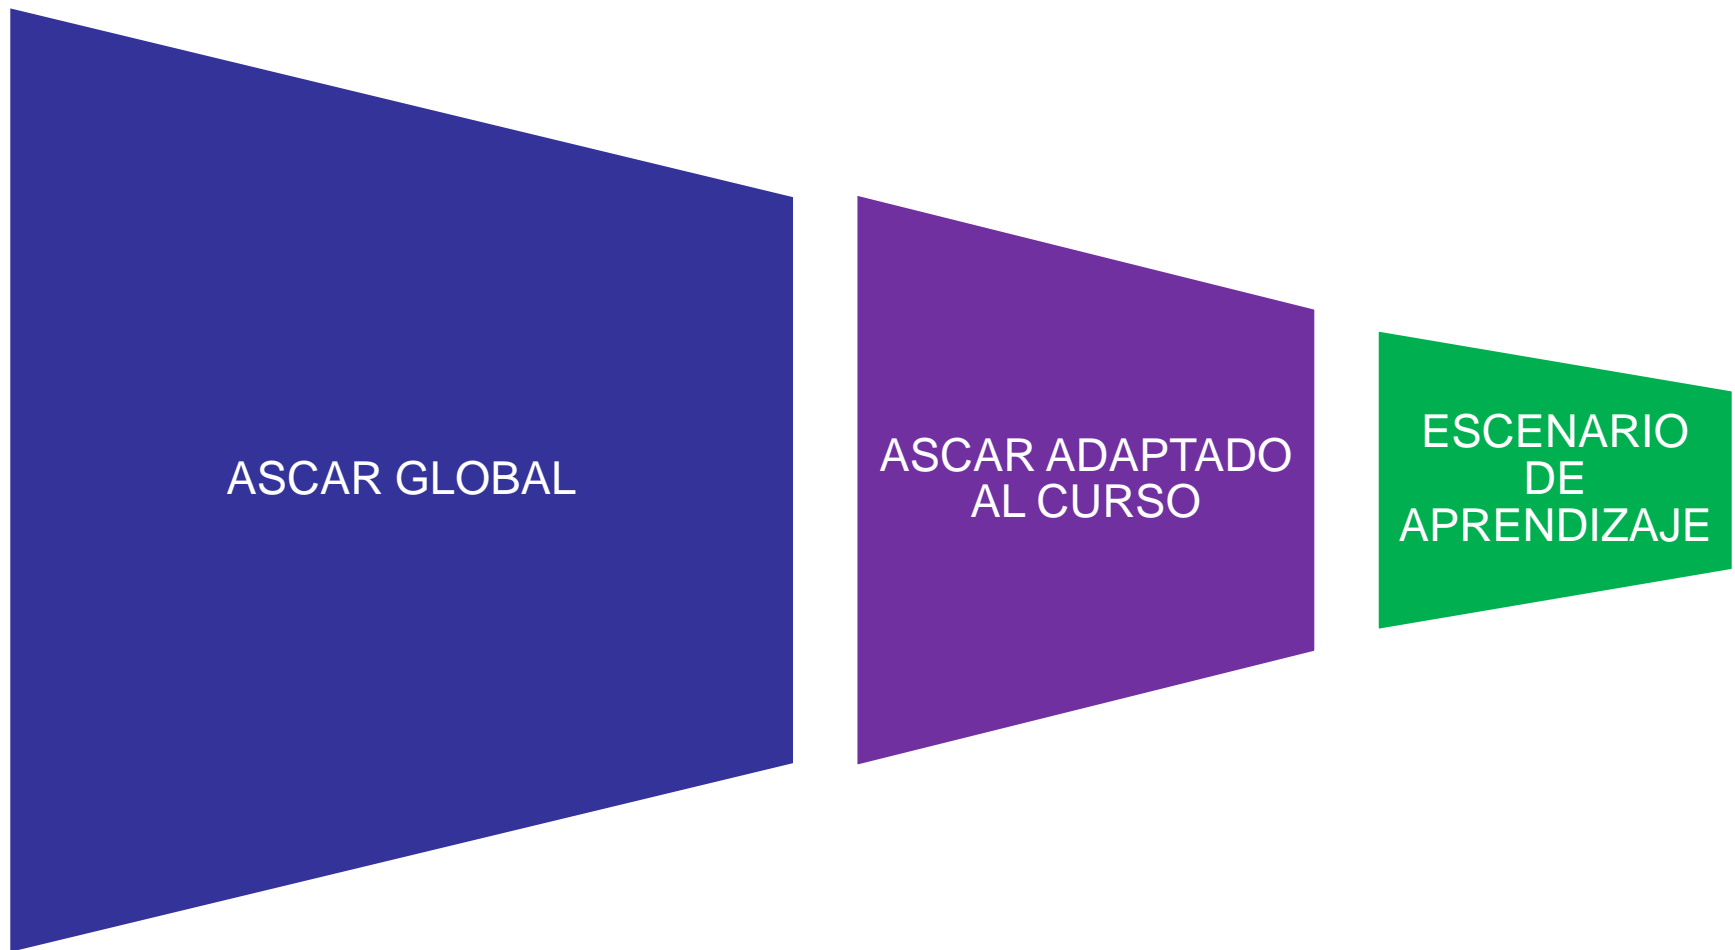 ASCAR GLOBAL
ASCAR ADAPTADO
AL CURSO
ESCENARIO
DE
APRENDIZAJE